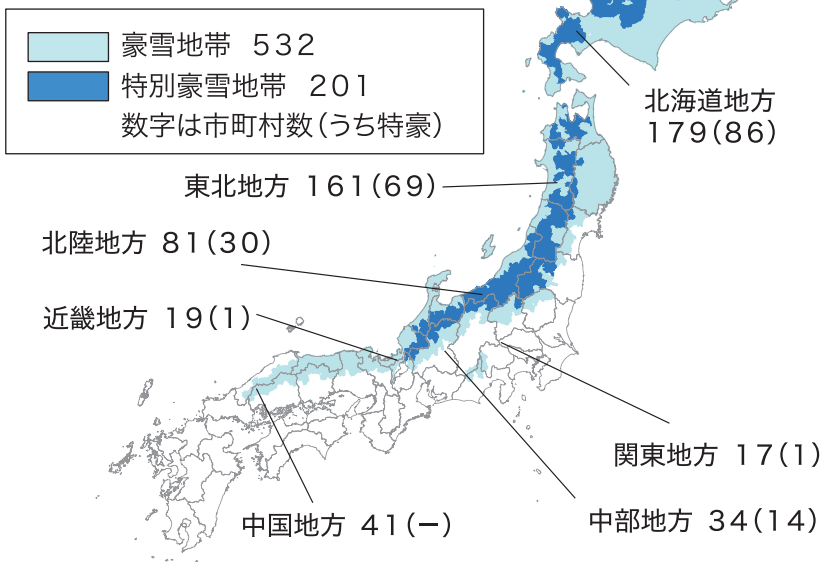 豪雪地帯 532
特別豪雪地帯 201
数字は市町村数(うち特豪)
北海道地方
179(86)
東北地方 161(69)
北陸地方 81(30)
近畿地方 19(1)
関東地方 17(1)
中部地方 34(14)
中国地方 41(－)